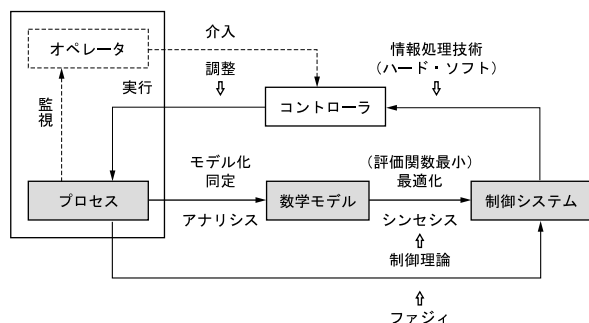 オペレータ
介入
調整
情報処理技術
（ハード・ソフト）
実行
コントローラ
監視
モデル化
同定
（評価関数最小）
最適化
プロセス
数学モデル
制御システム
アナリシス
シンセシス
制御理論
ファジィ